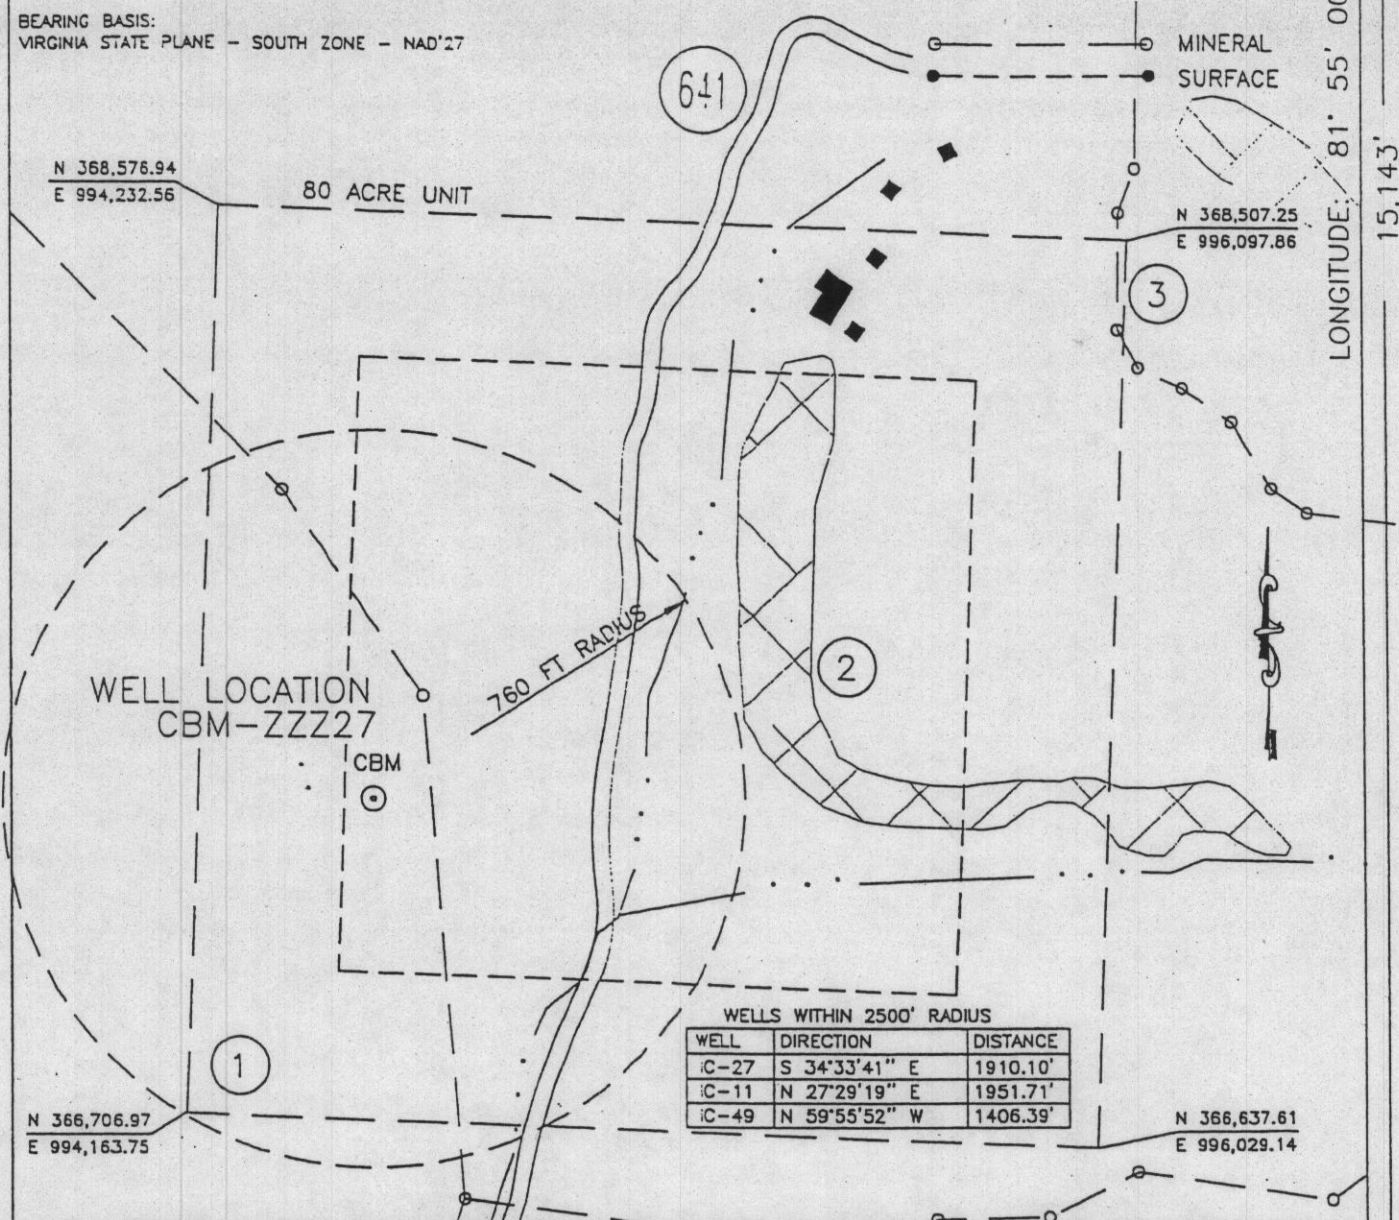 BEARING BASIS:
VIRGINIA STATE PLANE - SOUTH ZONE - NAD'27
MINERAL
SURFACE
641
N 368,576.94
E 994,232.56
80 ACRE UNIT
N 368,507.25
E 996,097.86
LONGITUDE: 81° 55' 00
15,143'
3
2
760 FT RADIUS
WELL LOCATION
CBM-ZZZ27
CBM
1
WELLS WITHIN 2500' RADIUS
WELL DIRECTION DISTANCE
IC-27 S 34°33'41" E 1910.10'
IC-11 N 27°29'19" E 1951.71'
IC-49 N 59°55'52" W 1406.39'
N 366,706.97
E 994,163.75
N 366,637.61
E 996,029.14